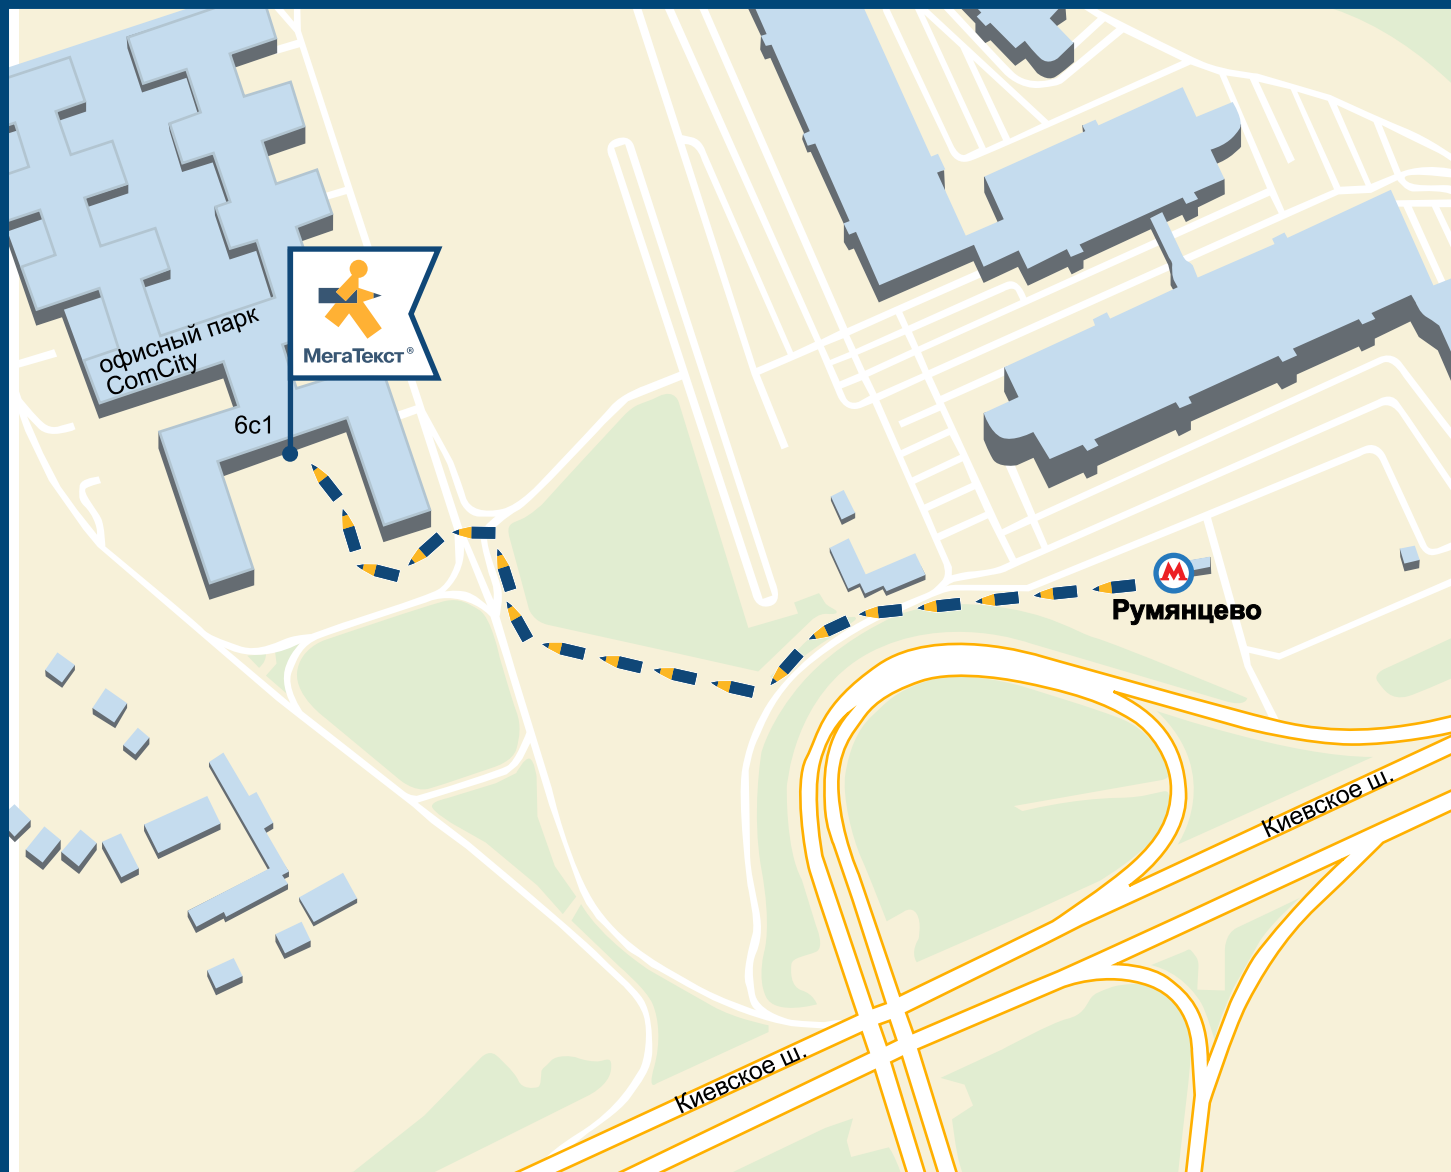 офисный парк
ComCity
МегаТекст®
6с1
М
Румянцево
Киевское ш.
Киевское ш.